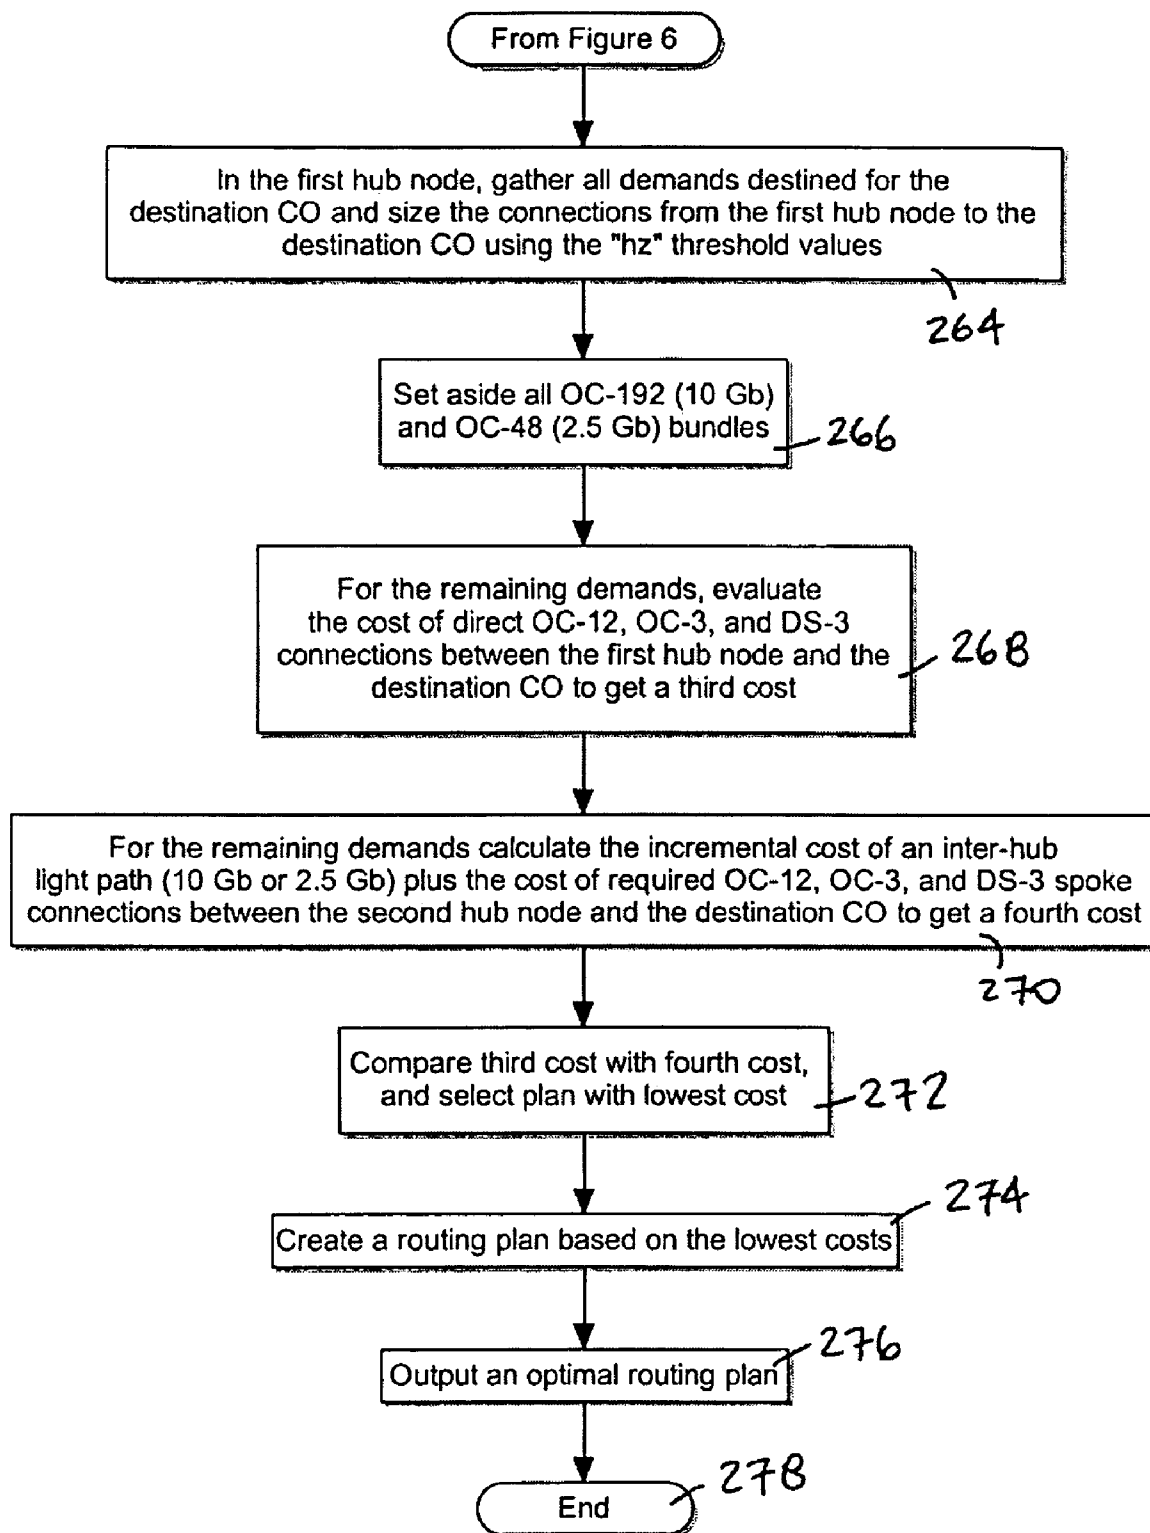 From Figure 6
In the first hub node, gather all demands destined for the
destination CO and size the connections from the first hub node to the
destination CO using the "hz" threshold values
264
Set aside all OC-192 (10 Gb)
and OC-48 (2.5 Gb) bundles
266
For the remaining demands, evaluate
the cost of direct OC-12, OC-3, and DS-3
connections between the first hub node and the
destination CO to get a third cost
268
For the remaining demands calculate the incremental cost of an inter-hub
light path (10 Gb or 2.5 Gb) plus the cost of required OC-12, OC-3, and DS-3 spoke
connections between the second hub node and the destination CO to get a fourth cost
270
Compare third cost with fourth cost,
and select plan with lowest cost
272
274
Create a routing plan based on the lowest costs
276
Output an optimal routing plan
278
End